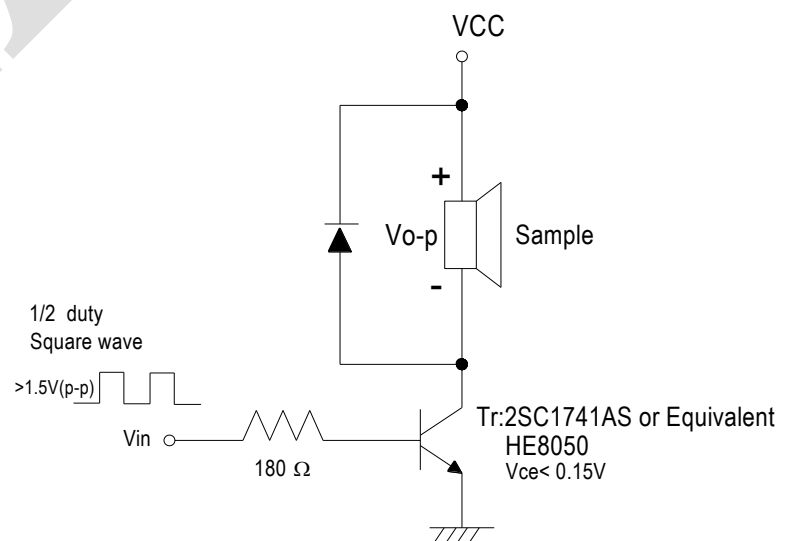 VCC
+
Vo-p
Sample
-
1/2 duty
Square wave
>1.5V(p-p)
Vin
180 Ω
Tr:2SC1741AS or Equivalent
HE8050
Vce< 0.15V